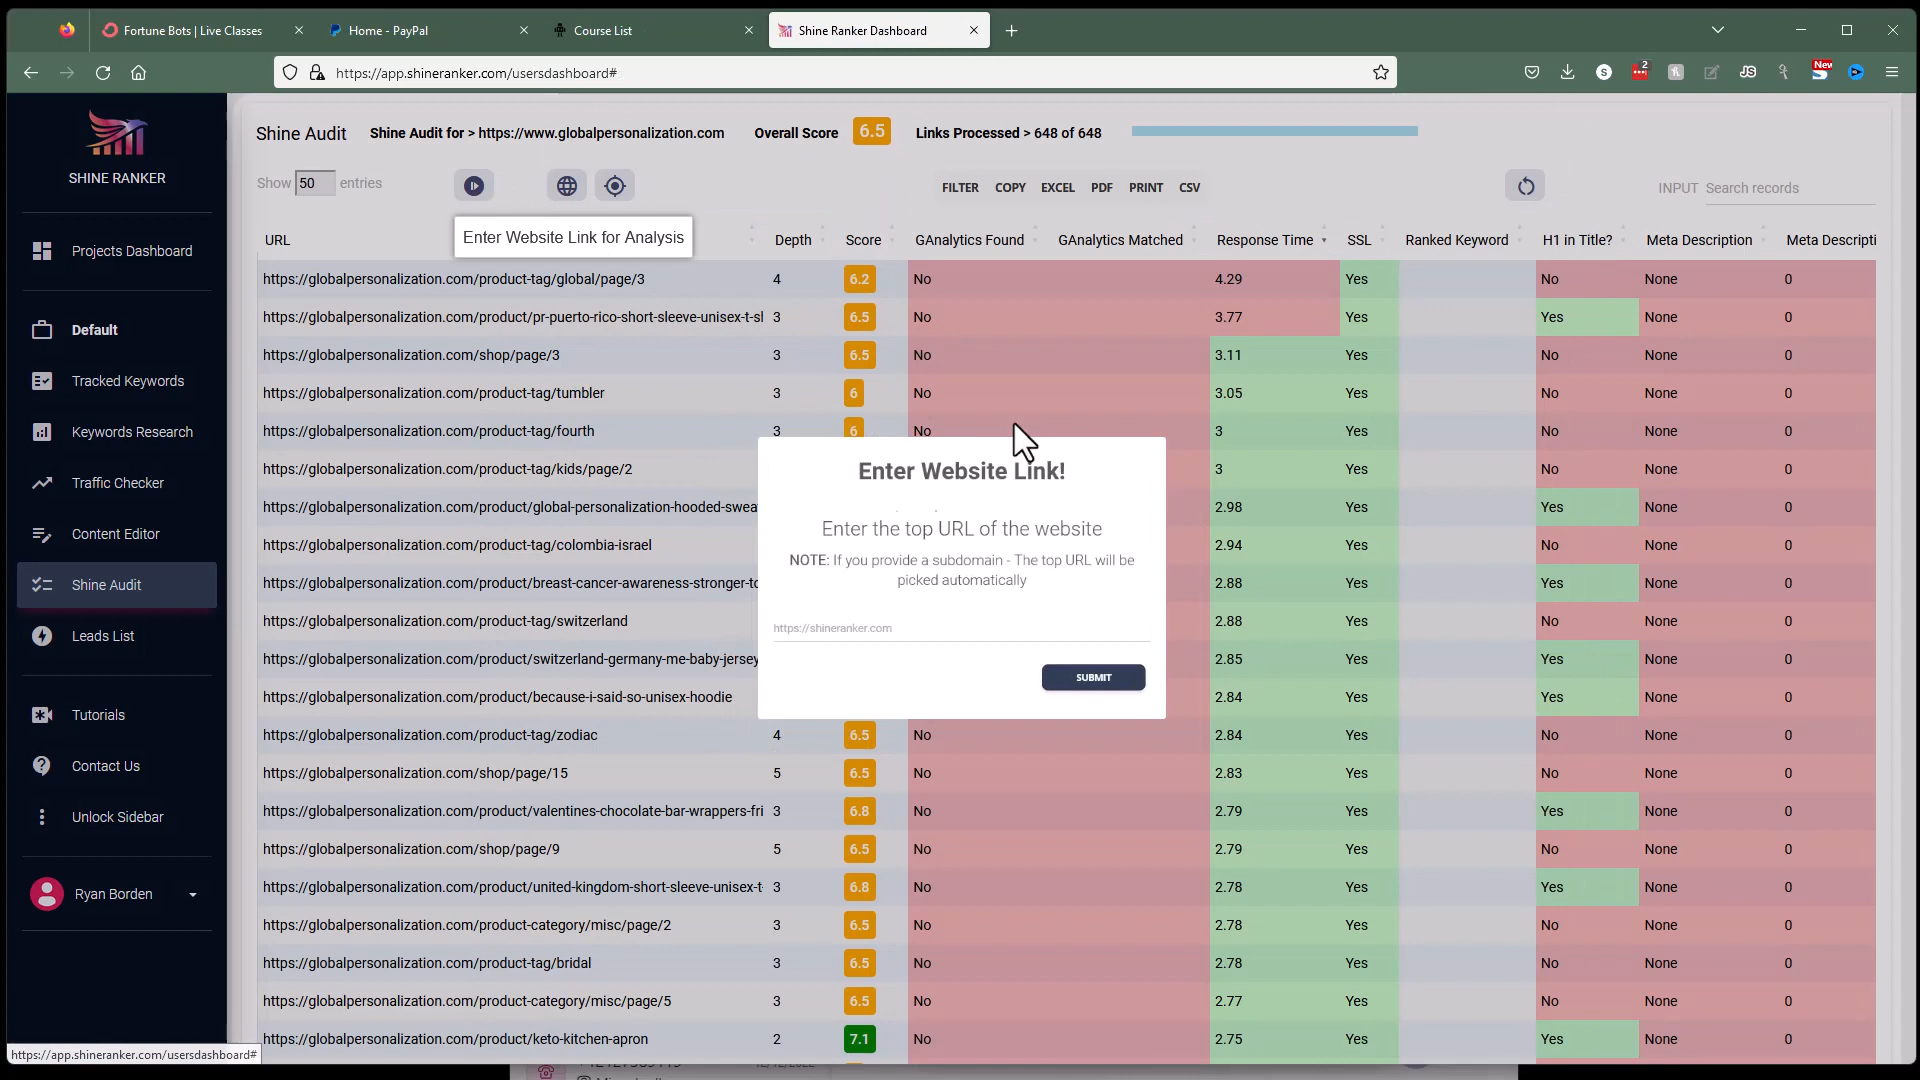 Fortune Bots | Live Classes
Home - PayPal
Course List
Shine Ranker Dashboard
https://app.shineranker.com/usersdashboard#
2
JS
New
SHINE RANKER
Projects Dashboard
Default
Tracked Keywords
Keywords Research
Traffic Checker
Content Editor
Shine Audit
Leads List
Tutorials
Contact Us
Unlock Sidebar
Ryan Borden
Shine Audit Shine Audit for > https://www.globalpersonalization.com Overall Score 6.5 Links Processed > 648 of 648
Show 50 entries FILTER COPY EXCEL PDF PRINT CSV INPUT Search records
Enter Website Link for Analysis
URL Depth Score GAnalytics Found GAnalytics Matched Response Time SSL Ranked Keyword H1 in Title? Meta Description Meta Descripti
https://globalpersonalization.com/product-tag/global/page/3 4 6.2 No 4.29 Yes No None 0
https://globalpersonalization.com/product/pr-puerto-rico-short-sleeve-unisex-t-sl 3 6.5 No 3.77 Yes Yes None 0
https://globalpersonalization.com/shop/page/3 3 6.5 No 3.11 Yes No None 0
https://globalpersonalization.com/product-tag/tumbler 3 6 No 3.05 Yes No None 0
https://globalpersonalization.com/product-tag/fourth 3 6 No 3 Yes No None 0
https://globalpersonalization.com/product-tag/kids/page/2 3 Yes No None 0
https://globalpersonalization.com/product/global-personalization-hooded-swea 2.98 Yes Yes None 0
https://globalpersonalization.com/product-tag/colombia-israel 2.94 Yes No None 0
https://globalpersonalization.com/product/breast-cancer-awareness-stronger-to 2.88 Yes Yes None 0
https://globalpersonalization.com/product-tag/switzerland 2.88 Yes No None 0
https://globalpersonalization.com/product/switzerland-germany-me-baby-jersey 2.85 Yes Yes None 0
https://globalpersonalization.com/product/because-i-said-so-unisex-hoodie 2.84 Yes Yes None 0
https://globalpersonalization.com/product-tag/zodiac 4 6.5 No 2.84 Yes No None 0
https://globalpersonalization.com/shop/page/15 5 6.5 No 2.83 Yes No None 0
https://globalpersonalization.com/product/valentines-chocolate-bar-wrappers-fri 3 6.8 No 2.79 Yes Yes None 0
https://globalpersonalization.com/shop/page/9 5 6.5 No 2.79 Yes No None 0
https://globalpersonalization.com/product/united-kingdom-short-sleeve-unisex-t- 3 6.8 No 2.78 Yes Yes None 0
https://globalpersonalization.com/product-category/misc/page/2 3 6.5 No 2.78 Yes No None 0
https://globalpersonalization.com/product-tag/bridal 3 6.5 No 2.78 Yes No None 0
https://globalpersonalization.com/product-category/misc/page/5 3 6.5 No 2.77 Yes No None 0
https://globalpersonalization.com/product/keto-kitchen-apron 2 7.1 No 2.75 Yes Yes None 0
Enter Website Link!
Enter the top URL of the website
NOTE: If you provide a subdomain - The top URL will be
picked automatically
https://shineranker.com
SUBMIT
https://app.shineranker.com/usersdashboard#